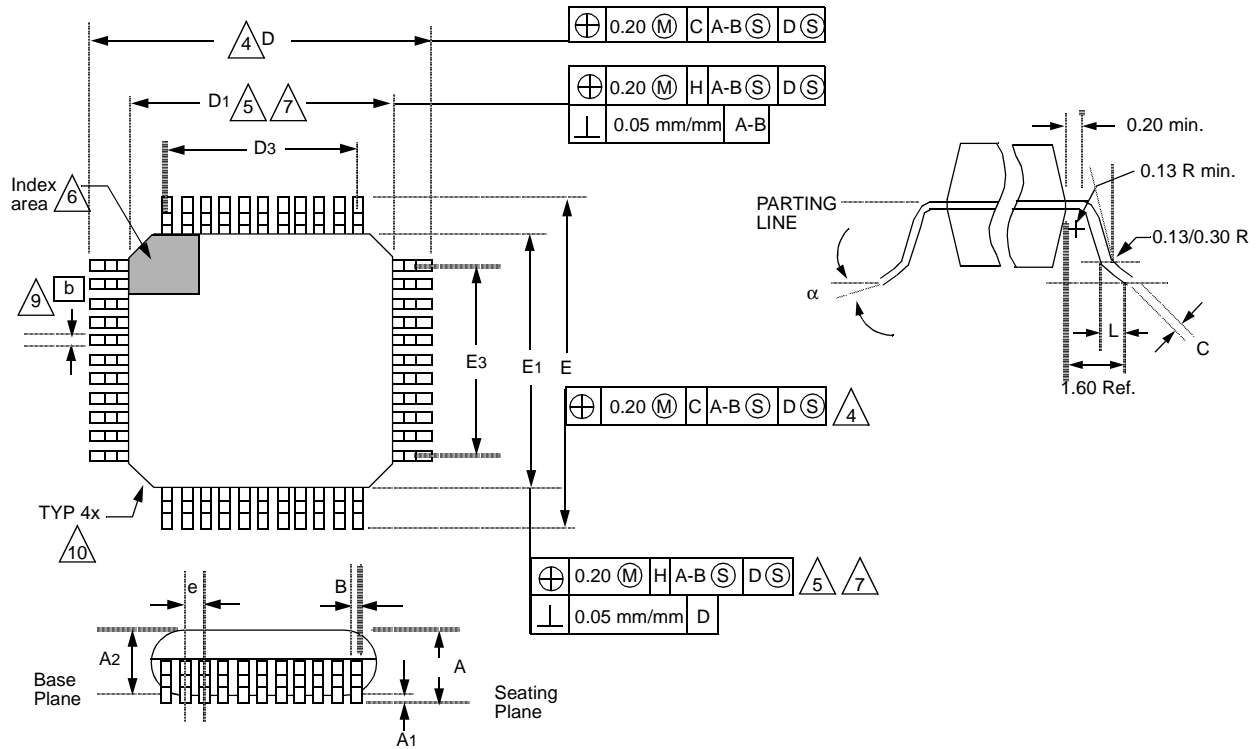 4 D
⌖ 0.20 Ⓜ C A-B Ⓢ D Ⓢ
D1 5 7
⌖ 0.20 Ⓜ H A-B Ⓢ D Ⓢ
⊥ 0.05 mm/mm A-B
D3
Index
area
6
9
b
E3
E1
E
⌖ 0.20 Ⓜ C A-B Ⓢ D Ⓢ 4
TYP 4x
10
⌖ 0.20 Ⓜ H A-B Ⓢ D Ⓢ 5 7
⊥ 0.05 mm/mm D
0.20 min.
0.13 R min.
PARTING
LINE
0.13/0.30 R
α
L
C
1.60 Ref.
e
B
A2
A
Base
Plane
Seating
Plane
A1